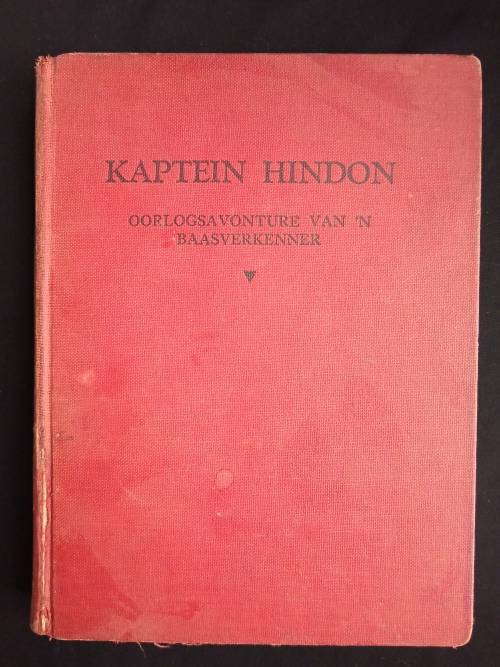 KAPTEIN HINDON
OORLOGSAVONTURE VAN 'N
BAASVERKENNER